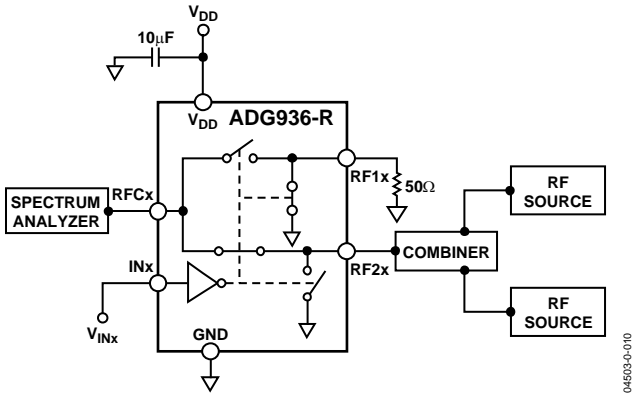 VDD
10µF
VDD
ADG936-R
RF1x
50Ω
RFCx
SPECTRUM
ANALYZER
RF
SOURCE
COMBINER
RF2x
INx
VINx
GND
RF
SOURCE
04503-0-010